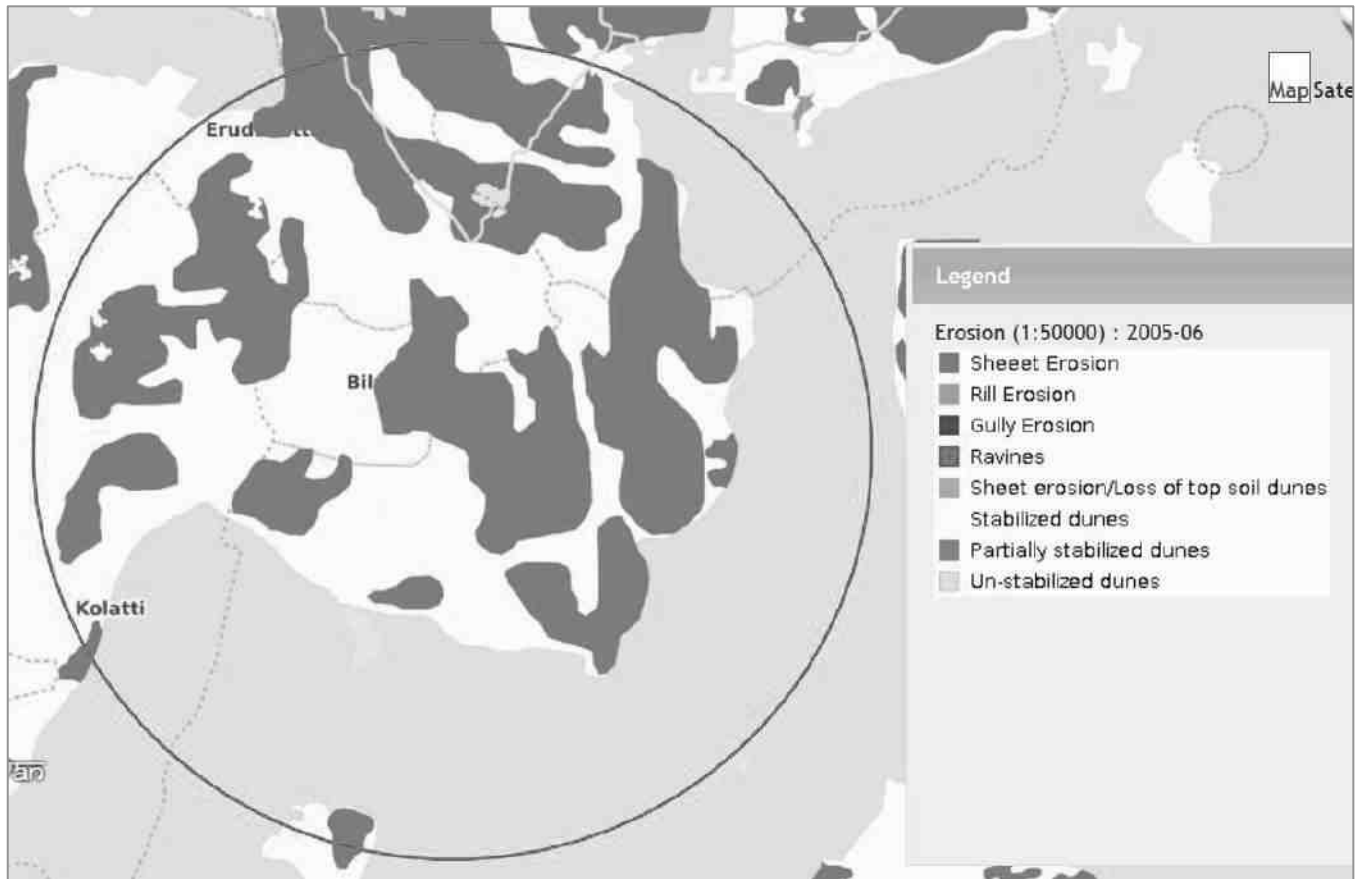 Map Sate
Legend
Erosion (1:50000) : 2005-06
Sheeet Erosion
Rill Erosion
Gully Erosion
Ravines
Sheet erosion/Loss of top soil dunes
Stabilized dunes
Partially stabilized dunes
Un-stabilized dunes
Bil
Kolatti